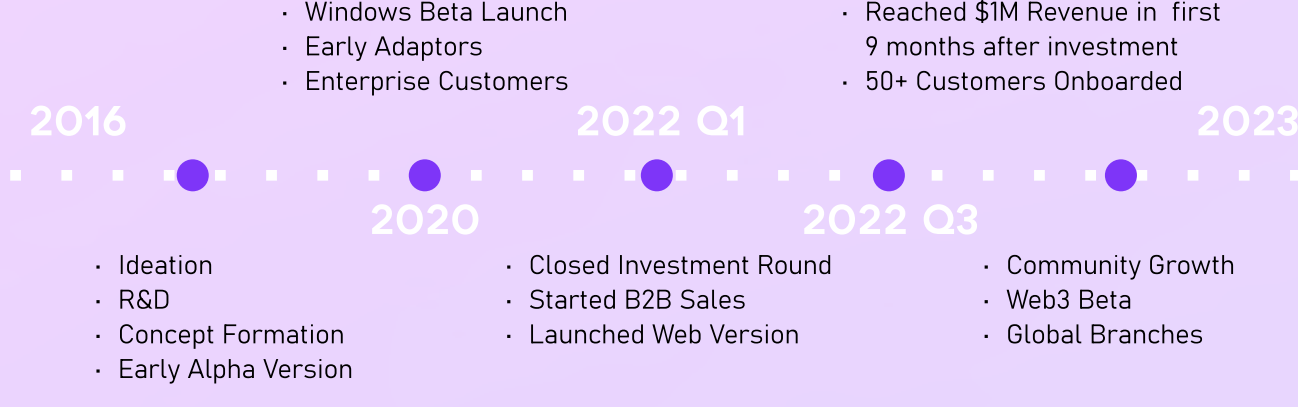 · Windows Beta Launch
· Early Adaptors
· Enterprise Customers
· Reached $1M Revenue in first
9 months after investment
· 50+ Customers Onboarded
2016
2022 Q1
2023
2020
2022 Q3
· Ideation
· R&D
· Concept Formation
· Early Alpha Version
· Closed Investment Round
· Started B2B Sales
· Launched Web Version
· Community Growth
· Web3 Beta
· Global Branches